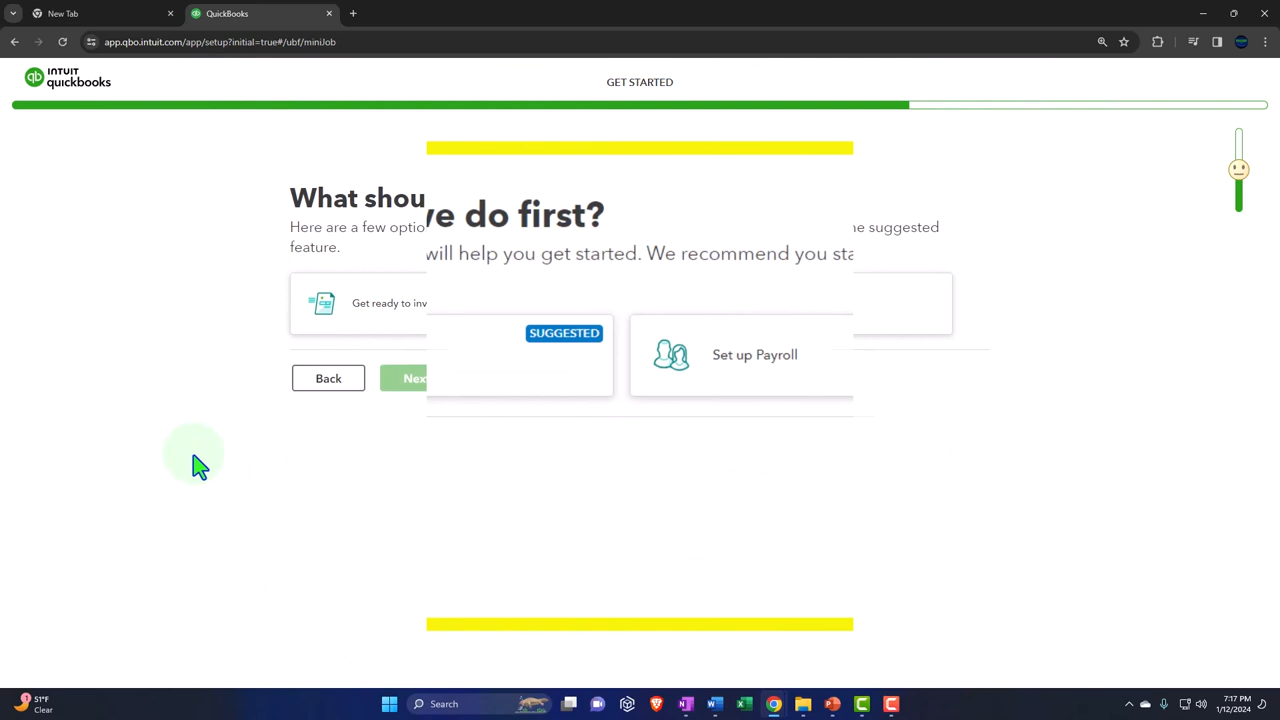 New Tab
QuickBooks
app.qbo.intuit.com/app/setup?initial=true#/ubf/miniJob
INTUIT
quickbooks
GET STARTED
What shou
ve do first?
Here are a few optio
will help you get started. We recommend you sta
ne suggested
feature.
Get ready to inv
SUGGESTED
Set up Payroll
Back
Nex
51°F
Clear
Search
7:17 PM
1/12/2024